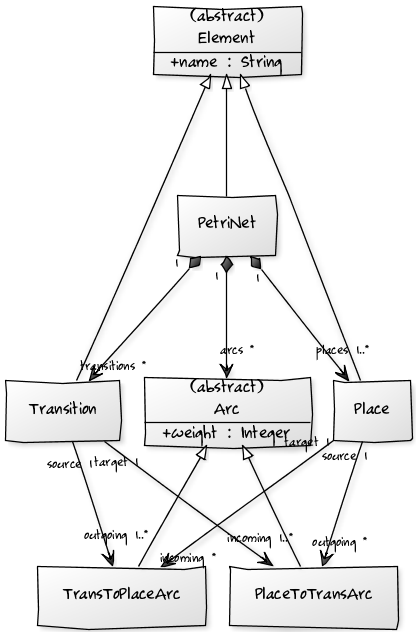 (abstract)
Element
+name : String
PetriNet
1
1
1
transitions *
arcs *
places 1..*
Transition
(abstract)
Arc
+weight : Integer
Place
source 1
target 1
target 1
source 1
outgoing 1..*
incoming *
incoming 1..*
outgoing *
TransToPlaceArc
PlaceToTransArc